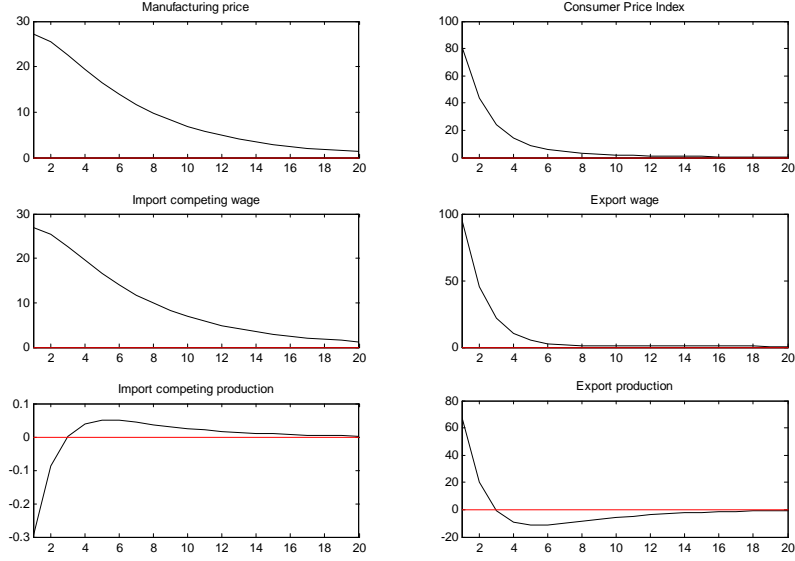 Manufacturing price
30
20
10
0
2 4 6 8 10 12 14 16 18 20
Consumer Price Index
100
80
60
40
20
0
2 4 6 8 10 12 14 16 18 20
Import competing wage
30
20
10
0
2 4 6 8 10 12 14 16 18 20
Export wage
100
50
0
2 4 6 8 10 12 14 16 18 20
Import competing production
0.1
0
-0.1
-0.2
-0.3
2 4 6 8 10 12 14 16 18 20
Export production
80
60
40
20
0
-20
2 4 6 8 10 12 14 16 18 20